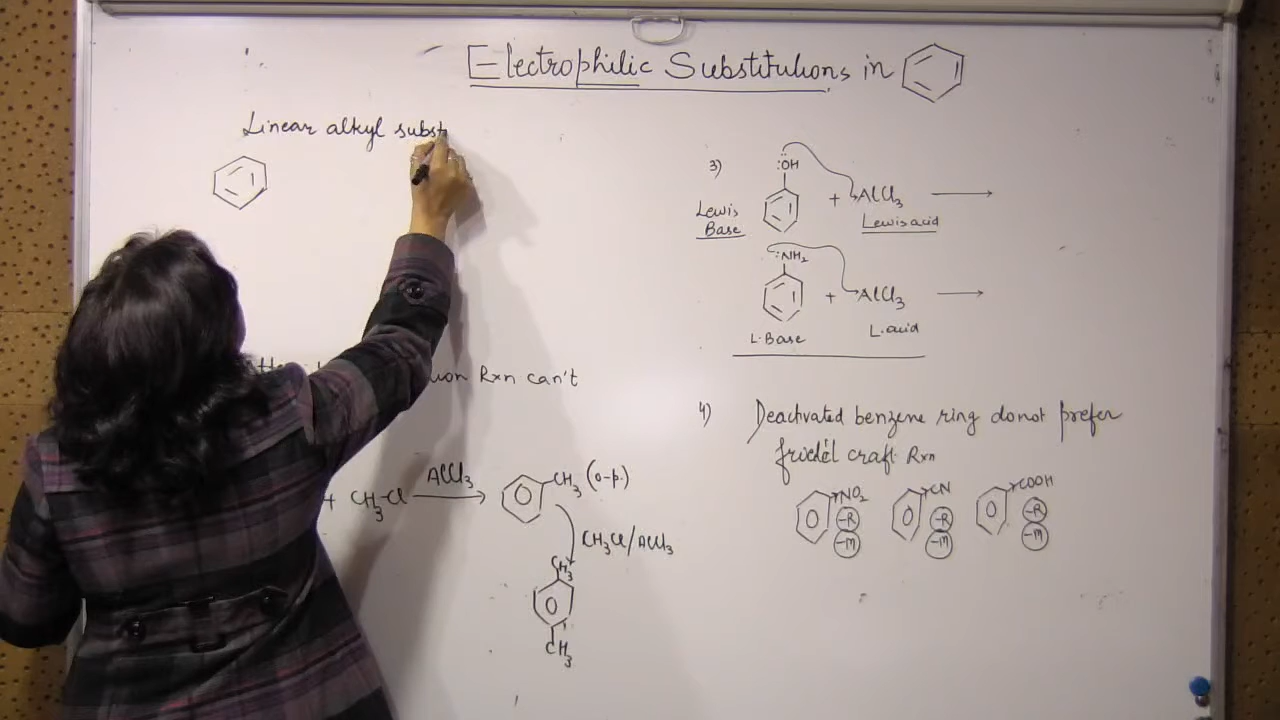 Electrophilic Substitutions in
Linear alkyl subst
Rxn can't
+ CH3-Cl AlCl3 CH3 (o-p.)
CH3Cl/AlCl3
CH3
CH3
3)
:ÖH
Lewis
Base
+ AlCl3
Lewis acid
:NH2
+ AlCl3
L. acid
L. Base
4) Deactivated benzene ring donot prefer
friedel craft Rxn
NO2 CN COOH
-R -R -R
-M -M -M